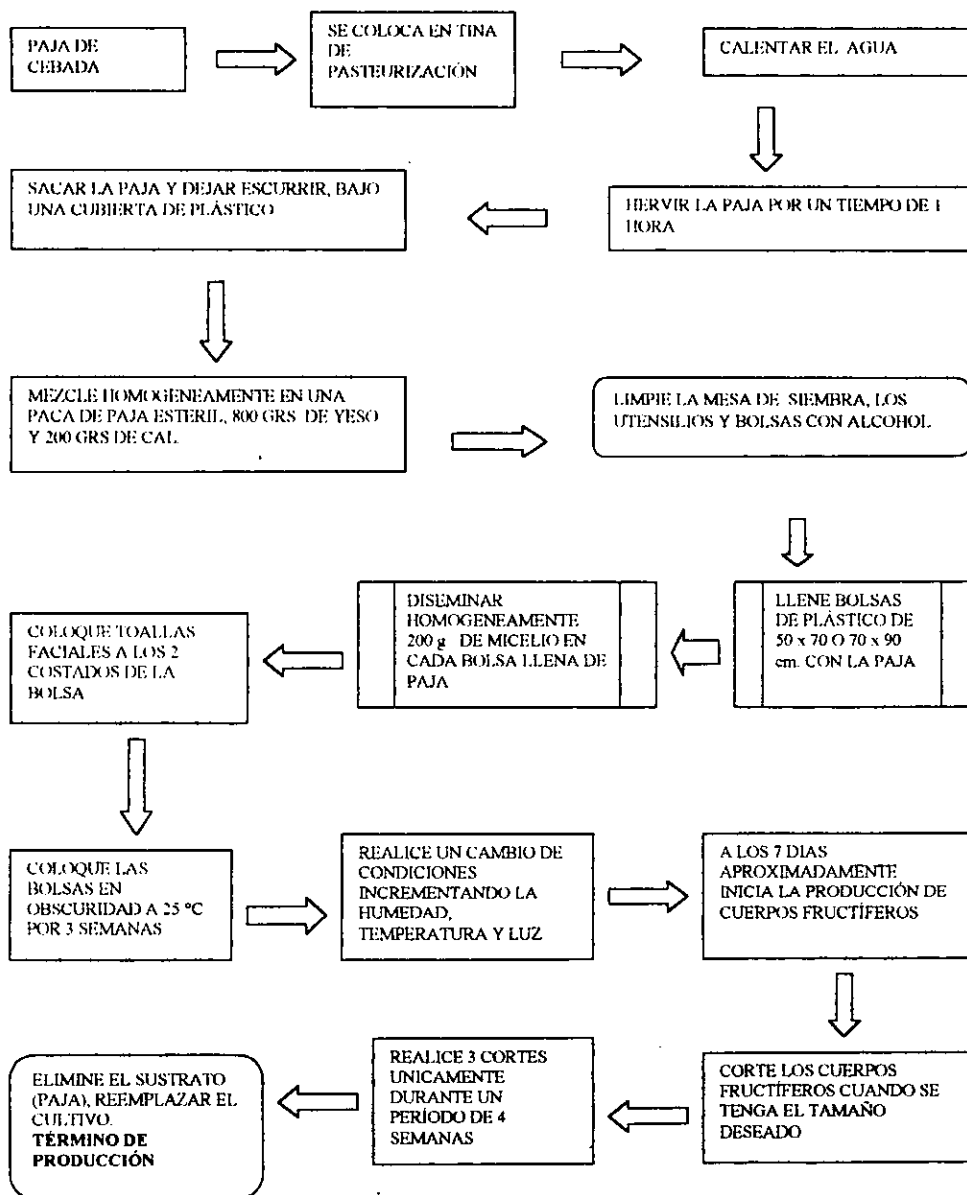 PAJA DE
CEBADA
SE COLOCA EN TINA
DE
PASTEURIZACIÓN
CALENTAR EL AGUA
HERVIR LA PAJA POR UN TIEMPO DE 1
HORA
SACAR LA PAJA Y DEJAR ESCURRIR, BAJO
UNA CUBIERTA DE PLÁSTICO
MEZCLE HOMOGENEAMENTE EN UNA
PACA DE PAJA ESTERIL, 800 GRS DE YESO
Y 200 GRS DE CAL
LIMPIE LA MESA DE SIEMBRA, LOS
UTENSILIOS Y BOLSAS CON ALCOHOL
LLENE BOLSAS
DE PLÁSTICO DE
50 x 70 O 70 x 90
cm. CON LA PAJA
DISEMINAR
HOMOGENEAMENTE
200 g DE MICELIO EN
CADA BOLSA LLENA DE
PAJA
COLOQUE TOALLAS
FACIALES A LOS 2
COSTADOS DE LA
BOLSA
COLOQUE LAS
BOLSAS EN
OBSCURIDAD A 25 °C
POR 3 SEMANAS
REALICE UN CAMBIO DE
CONDICIONES
INCREMENTANDO LA
HUMEDAD,
TEMPERATURA Y LUZ
A LOS 7 DIAS
APROXIMADAMENTE
INICIA LA PRODUCCIÓN DE
CUERPOS FRUCTÍFEROS
CORTE LOS CUERPOS
FRUCTÍFEROS CUANDO SE
TENGA EL TAMAÑO
DESEADO
REALICE 3 CORTES
UNICAMENTE
DURANTE UN
PERÍODO DE 4
SEMANAS
ELIMINE EL SUSTRATO
(PAJA), REEMPLAZAR EL
CULTIVO.
TÉRMINO DE
PRODUCCIÓN